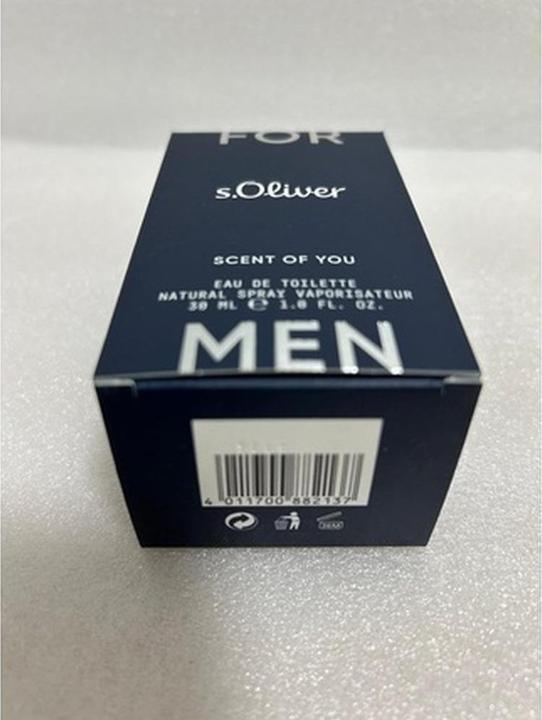 FOR
s.Oliver
SCENT OF YOU
EAU DE TOILETTE
NATURAL SPRAY VAPORISATEUR
30 ML ℮ 1.0 FL. OZ.
MEN
4 011700 882137